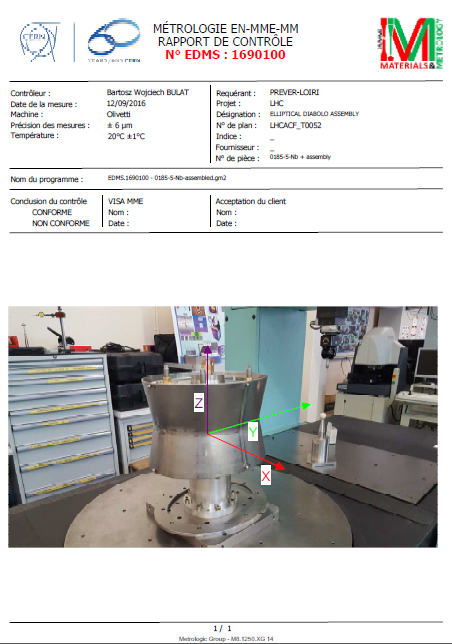 CERN
60
YEARS/ANS CERN
MÉTROLOGIE EN-MME-MM
RAPPORT DE CONTRÔLE
N° EDMS : 1690100
MATERIALS & METROLOGY
Contrôleur : Bartosz Wojciech BULAT
Date de la mesure : 12/09/2016
Machine : Olivetti
Précision des mesures : ± 6 µm
Température : 20°C ±1°C
Requérant : PREVER-LOIRI
Projet : LHC
Désignation : ELLIPTICAL DIABOLO ASSEMBLY
N° de plan : LHCACF_T0052
Indice : _
Fournisseur : _
N° de pièce : 0185-S-Nb + assembly
Nom du programme : EDMS.1690100 - 0185-S-Nb-assembled.gm2
Conclusion du contrôle
CONFORME
NON CONFORME
VISA MME
Nom :
Date :
Acceptation du client
Nom :
Date :
Z
Y
X
1 / 1
Metrologic Group - M8.1250.XG 14